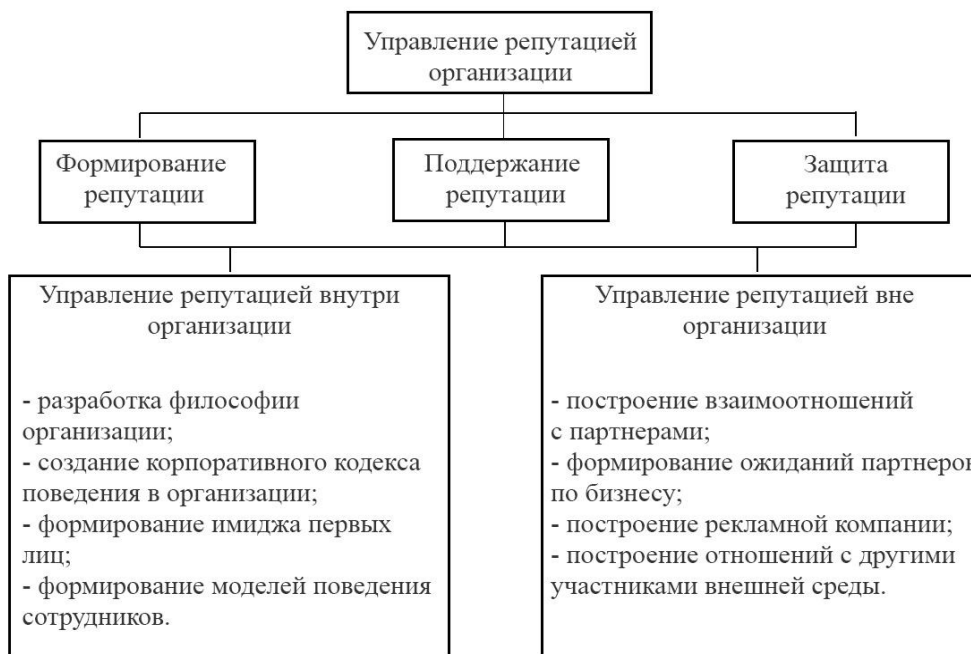 Управление репутацией
организации
Формирование
репутации
Поддержание
репутации
Защита
репутации
Управление репутацией внутри
организации
- разработка философии
организации;
- создание корпоративного кодекса
поведения в организации;
- формирование имиджа первых
лиц;
- формирование моделей поведения
сотрудников.
Управление репутацией вне
организации
- построение взаимоотношений
с партнерами;
- формирование ожиданий партнеров
по бизнесу;
- построение рекламной компании;
- построение отношений с другими
участниками внешней среды.